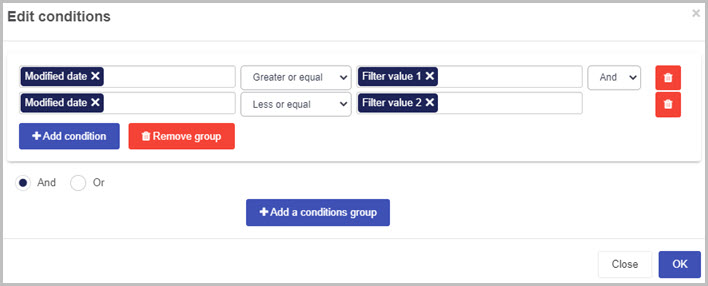 Edit conditions ×
Modified date × Greater or equal Filter value 1 × And
Modified date × Less or equal Filter value 2 ×
+ Add condition Remove group
And Or
+ Add a conditions group
Close OK